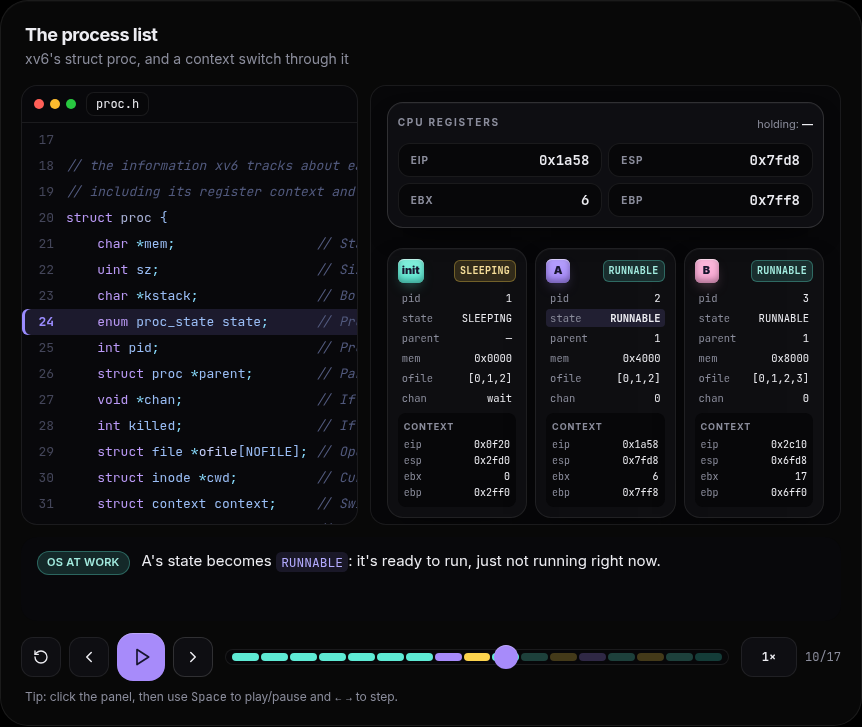 The process list
xv6's struct proc, and a context switch through it
proc.h
17
18 // the information xv6 tracks about
19 // including its register context and
20 struct proc {
21 char *mem; //
22 uint sz; //
23 char *kstack; //
24 enum proc_state state; //
25 int pid; //
26 struct proc *parent; //
27 void *chan; // If
28 int killed; // If
29 struct file *ofile[NOFILE]; //
30 struct inode *cwd; //
31 struct context context; //
CPU REGISTERS
holding: —
EIP 0x1a58 ESP 0x7fd8
EBX 6 EBP 0x7ff8
init SLEEPING
pid 1
state SLEEPING
parent —
mem 0x0000
ofile [0,1,2]
chan wait
CONTEXT
eip 0x0f20
esp 0x2fd0
ebx 0
ebp 0x2ff0
A RUNNABLE
pid 2
state RUNNABLE
parent 1
mem 0x4000
ofile [0,1,2]
chan 0
CONTEXT
eip 0x1a58
esp 0x7fd8
ebx 6
ebp 0x7ff8
B RUNNABLE
pid 3
state RUNNABLE
parent 1
mem 0x8000
ofile [0,1,2,3]
chan 0
CONTEXT
eip 0x2c10
esp 0x6fd8
ebx 17
ebp 0x6ff0
OS AT WORK A's state becomes RUNNABLE: it's ready to run, just not running right now.
1× 10/17
Tip: click the panel, then use Space to play/pause and ←→ to step.